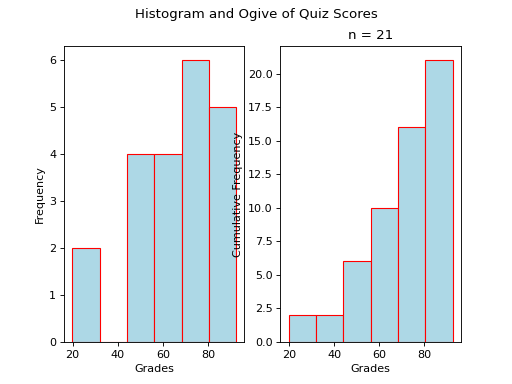 Histogram and Ogive of Quiz Scores
n = 21
6
5
4
3
2
1
0
Frequency
20 40 60 80
Grades
20.0
17.5
15.0
12.5
10.0
7.5
5.0
2.5
0.0
Cumulative Frequency
20 40 60 80
Grades